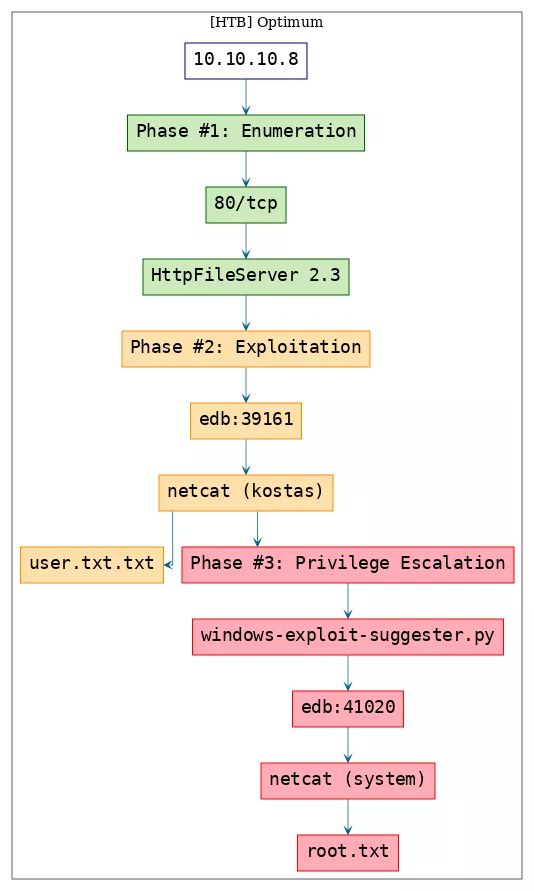 [HTB] Optimum
10.10.10.8
Phase #1: Enumeration
80/tcp
HttpFileServer 2.3
Phase #2: Exploitation
edb:39161
netcat (kostas)
user.txt.txt
Phase #3: Privilege Escalation
windows-exploit-suggester.py
edb:41020
netcat (system)
root.txt